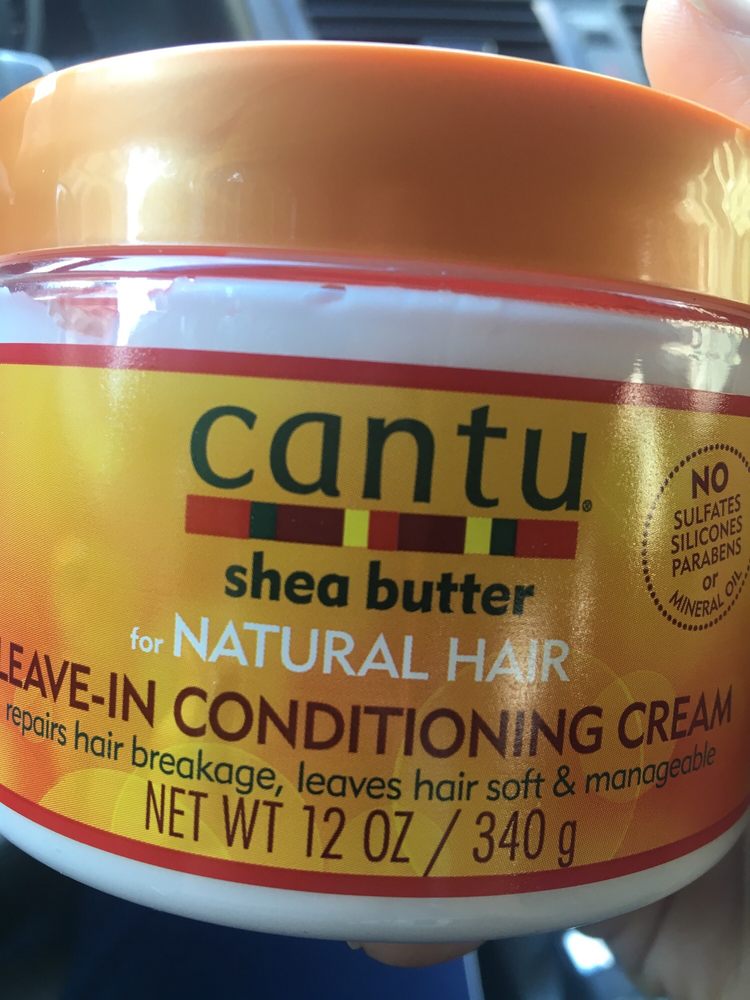 cantu®
shea butter
for NATURAL HAIR
LEAVE-IN CONDITIONING CREAM
repairs hair breakage, leaves hair soft & manageable
NET WT 12 OZ / 340 g
NO
SULFATES
SILICONES
PARABENS
or
MINERAL OIL